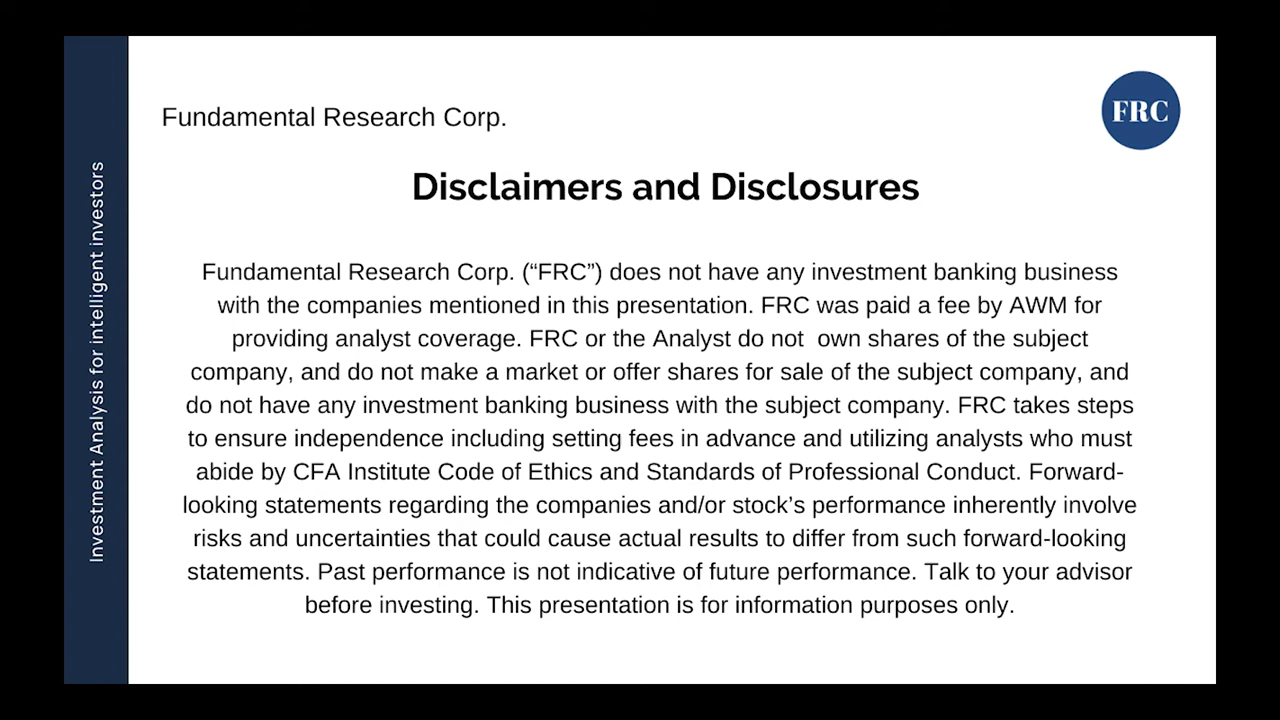 Fundamental Research Corp.
FRC
Disclaimers and Disclosures
Fundamental Research Corp. (“FRC”) does not have any investment banking business
with the companies mentioned in this presentation. FRC was paid a fee by AWM for
providing analyst coverage. FRC or the Analyst do not  own shares of the subject
company, and do not make a market or offer shares for sale of the subject company, and
do not have any investment banking business with the subject company. FRC takes steps
to ensure independence including setting fees in advance and utilizing analysts who must
abide by CFA Institute Code of Ethics and Standards of Professional Conduct. Forward-
looking statements regarding the companies and/or stock’s performance inherently involve
risks and uncertainties that could cause actual results to differ from such forward-looking
statements. Past performance is not indicative of future performance. Talk to your advisor
before investing. This presentation is for information purposes only.
Investment Analysis for intelligent investors